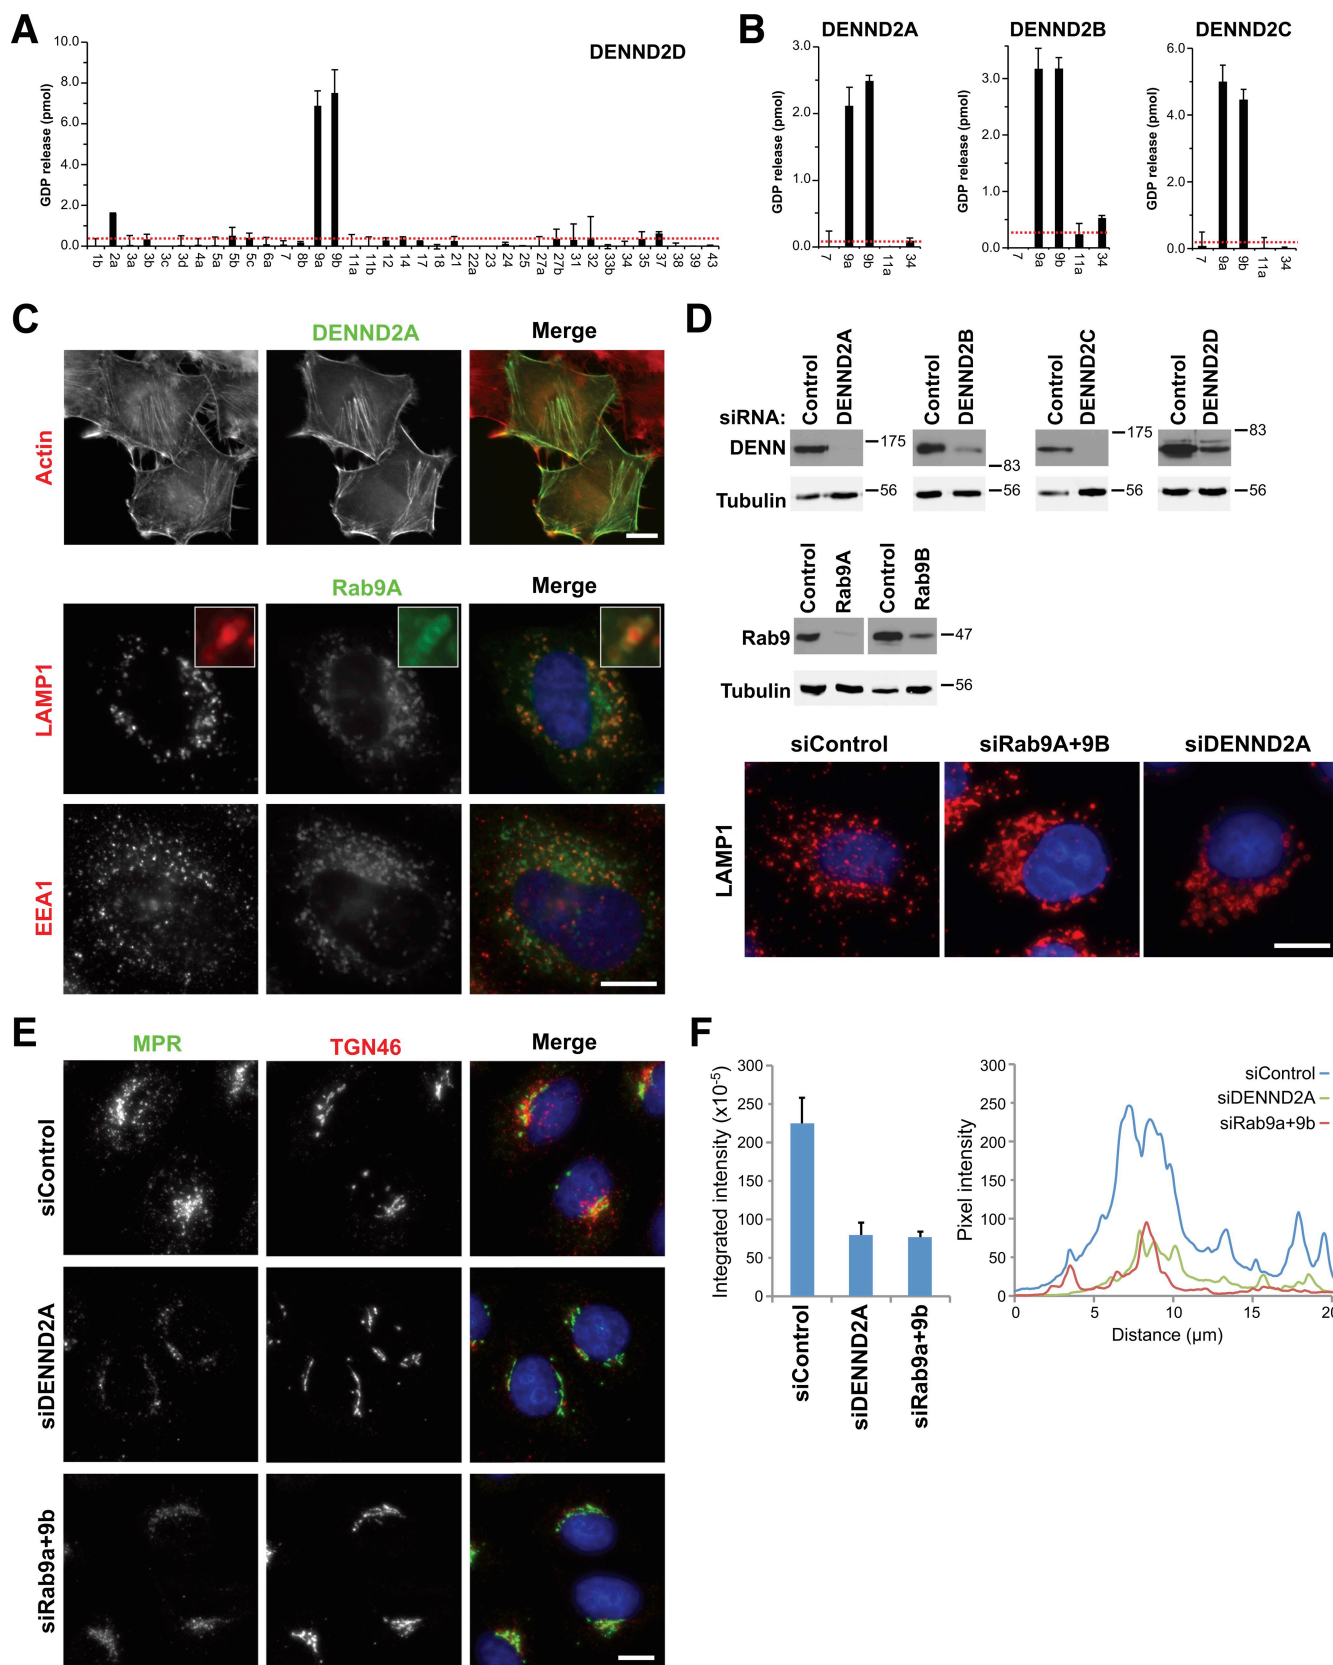 A
DENND2D
GDP release (pmol)
10.0
8.0
6.0
4.0
2.0
0.0
1b 2a 3a 3b 3c 3d 4a 5a 5b 5c 6a 7 8b 9a 9b 11a 11b 12 14 17 18 21 22a 23 24 25 27a 27b 31 32 33b 34 35 37 38 39 43
B
DENND2A
GDP release (pmol)
3.0
2.0
1.0
0.0
7 9a 9b 11a 34
DENND2B
GDP release (pmol)
3.0
2.0
1.0
0.0
7 9a 9b 11a 34
DENND2C
GDP release (pmol)
6.0
4.0
2.0
0.0
7 9a 9b 11a 34
C
DENND2A
Merge
Actin
Rab9A
Merge
LAMP1
EEA1
D
siRNA:
Control DENND2A
Control DENND2B
Control DENND2C
Control DENND2D
DENN
175
83
175
83
Tubulin
56
56
56
56
Control Rab9A Control Rab9B
Rab9
47
Tubulin
56
siControl
siRab9A+9B
siDENND2A
LAMP1
E
MPR
TGN46
Merge
siControl
siDENND2A
siRab9a+9b
F
Integrated intensity (x10-5)
300
250
200
150
100
50
0
siControl
siDENND2A
siRab9a+9b
Pixel intensity
300
250
200
150
100
50
0
siControl
siDENND2A
siRab9a+9b
0 5 10 15 20
Distance (µm)